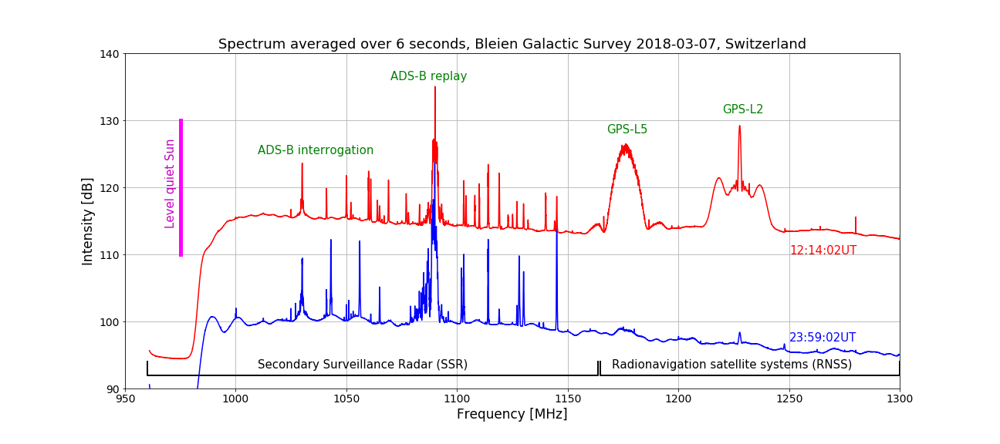 Spectrum averaged over 6 seconds, Bleien Galactic Survey 2018-03-07, Switzerland
140
130
120
110
100
90
Intensity [dB]
Level quiet Sun
ADS-B replay
ADS-B interrogation
GPS-L5
GPS-L2
12:14:02UT
23:59:02UT
Secondary Surveillance Radar (SSR)
Radionavigation satellite systems (RNSS)
950 1000 1050 1100 1150 1200 1250 1300
Frequency [MHz]